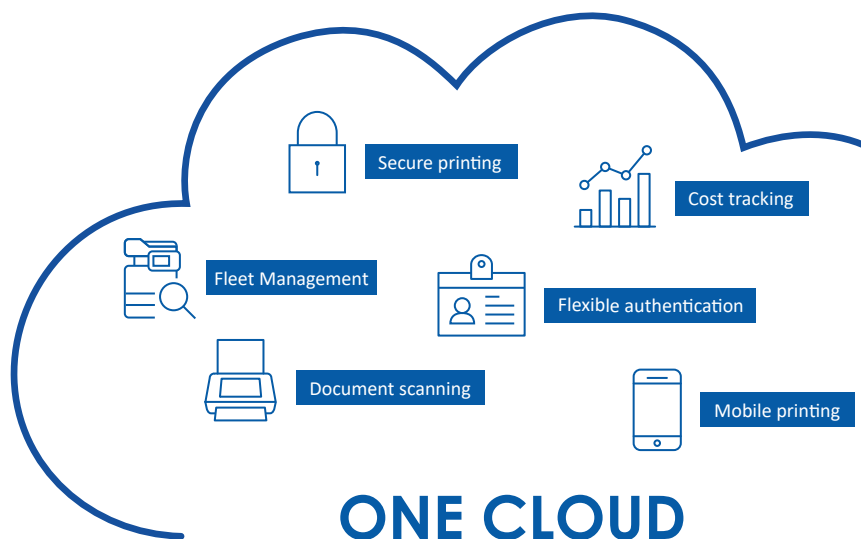 Secure printing
Cost tracking
Fleet Management
Flexible authentication
Document scanning
Mobile printing
ONE CLOUD